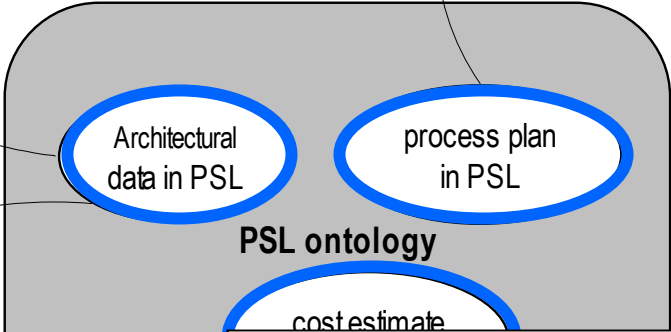 Architectural
data in PSL
process plan
in PSL
PSL ontology
cost estimate